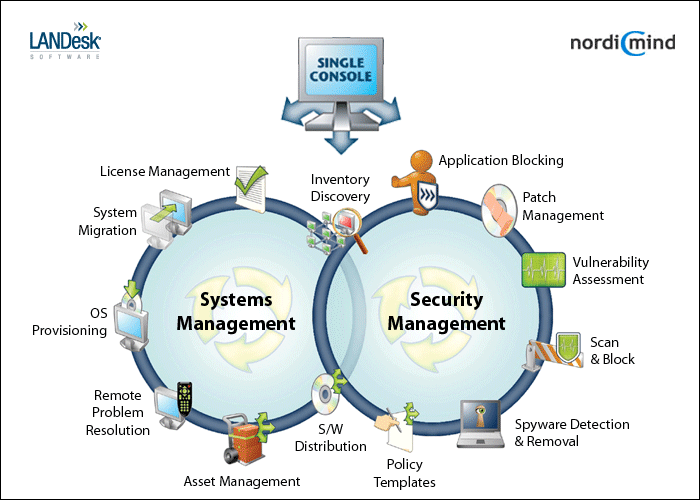 LANDesk
SOFTWARE
nordicmind
SINGLE
CONSOLE
License Management
System
Migration
OS
Provisioning
Remote
Problem
Resolution
Asset Management
S/W
Distribution
Inventory
Discovery
Systems
Management
Security
Management
Application Blocking
Patch
Management
Vulnerability
Assessment
Scan
& Block
Spyware Detection
& Removal
Policy
Templates